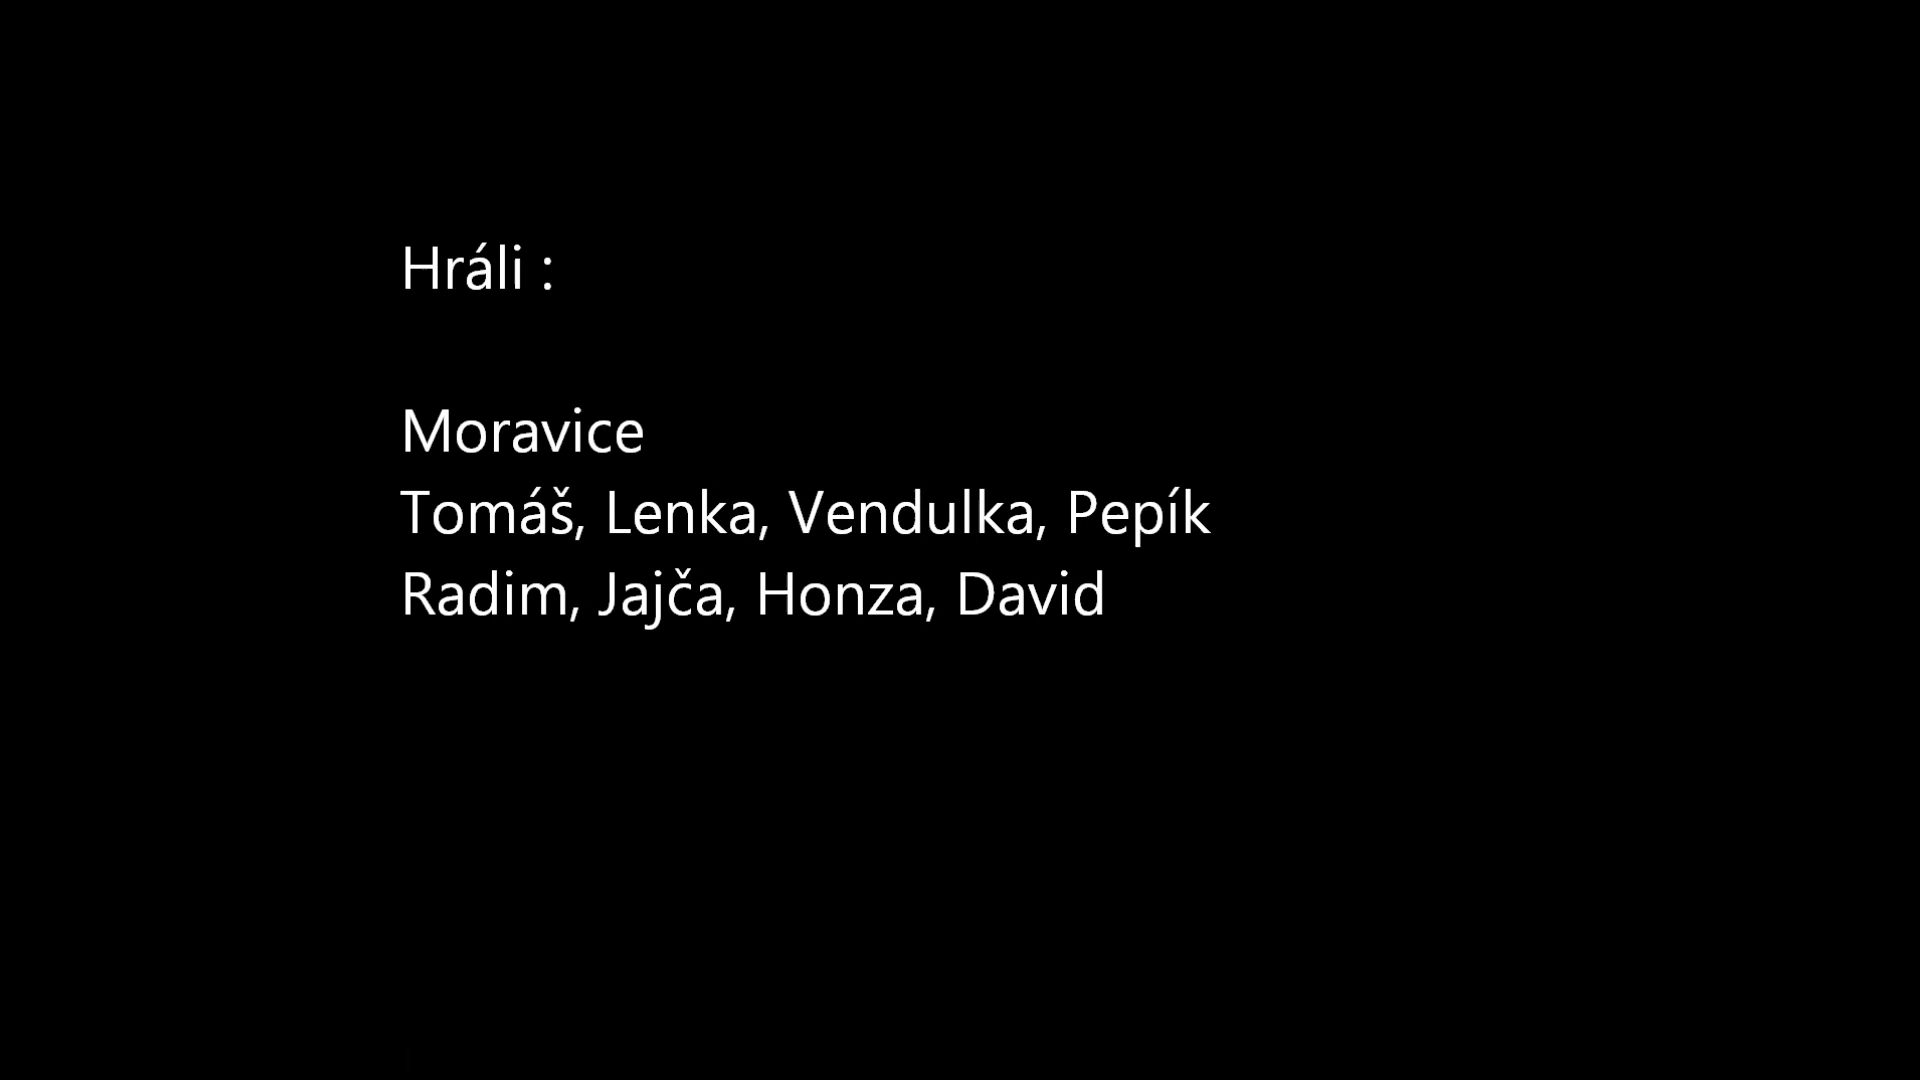 Hráli :
Moravice
Tomáš, Lenka, Vendulka, Pepík
Radim, Jajča, Honza, David